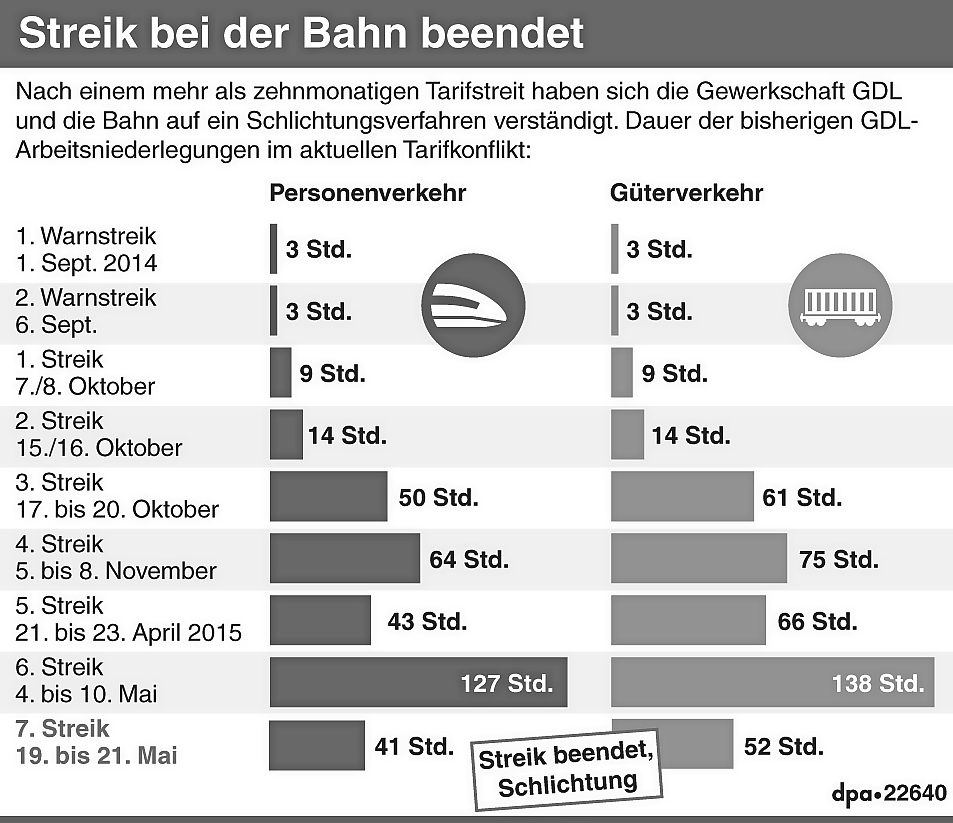 Streik bei der Bahn beendet
Nach einem mehr als zehnmonatigen Tarifstreit haben sich die Gewerkschaft GDL
und die Bahn auf ein Schlichtungsverfahren verständigt. Dauer der bisherigen GDL-
Arbeitsniederlegungen im aktuellen Tarifkonflikt:
Personenverkehr Güterverkehr
1. Warnstreik
1. Sept. 2014
3 Std. 3 Std.
2. Warnstreik
6. Sept.
3 Std. 3 Std.
1. Streik
7./8. Oktober
9 Std. 9 Std.
2. Streik
15./16. Oktober
14 Std. 14 Std.
3. Streik
17. bis 20. Oktober
50 Std. 61 Std.
4. Streik
5. bis 8. November
64 Std. 75 Std.
5. Streik
21. bis 23. April 2015
43 Std. 66 Std.
6. Streik
4. bis 10. Mai
127 Std. 138 Std.
7. Streik
19. bis 21. Mai
41 Std. 52 Std.
Streik beendet,
Schlichtung
dpa•22640